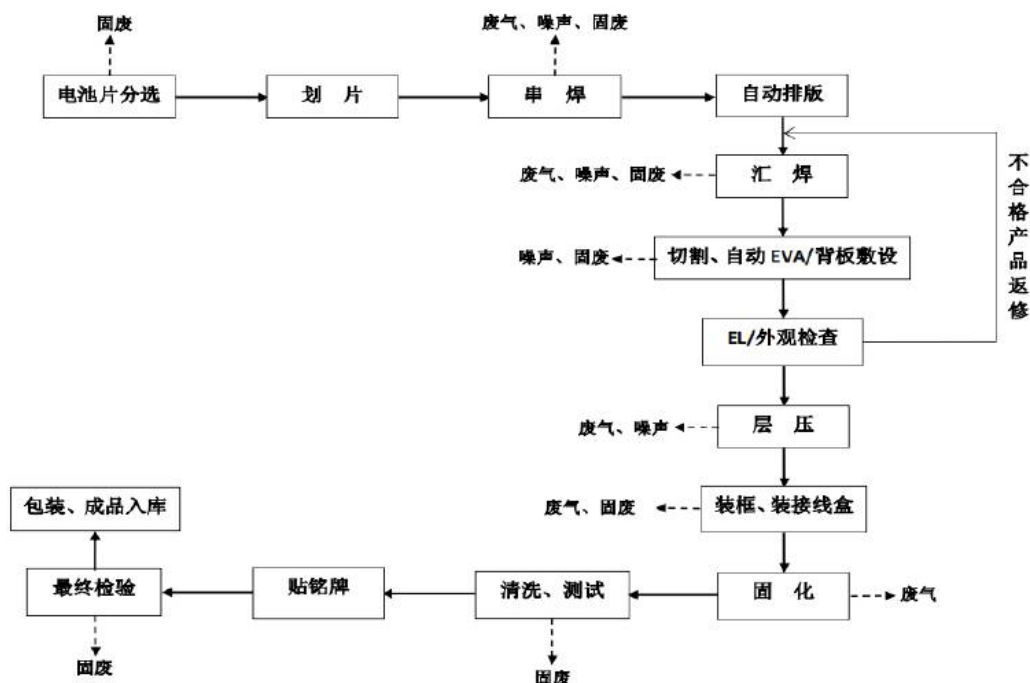 固废
废气、噪声、固废
电池片分选
划 片
串 焊
自动排版
废气、噪声、固废
汇 焊
不合格产品返修
噪声、固废
切割、自动EVA/背板敷设
EL/外观检查
废气、噪声
层 压
包装、成品入库
废气、固废
装框、装接线盒
最终检验
贴铭牌
清洗、测试
固 化
废气
固废
固废